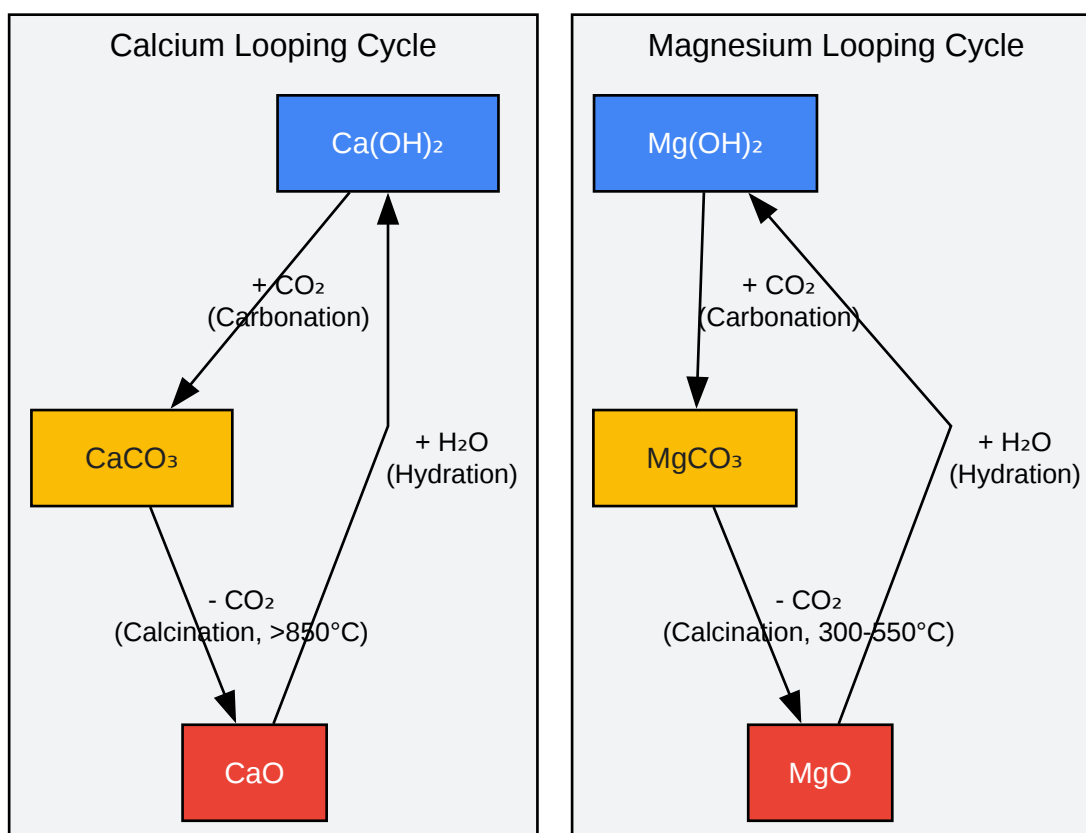 Calcium Looping Cycle
Ca(OH)₂
+ CO₂
(Carbonation)
CaCO₃
+ H₂O
(Hydration)
- CO₂
(Calcination, >850°C)
CaO
Magnesium Looping Cycle
Mg(OH)₂
+ CO₂
(Carbonation)
MgCO₃
+ H₂O
(Hydration)
- CO₂
(Calcination, 300-550°C)
MgO